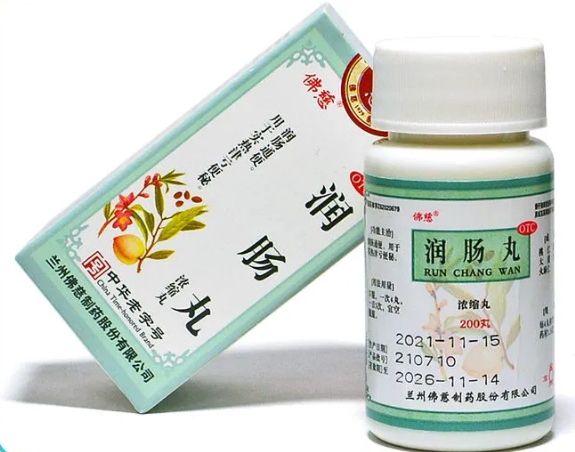 佛慈®
润肠通便。
用于实热津亏便秘。
润肠丸
浓缩丸
OTC
中华老字号
China Time-honored Brand
兰州佛慈制药股份有限公司
佛慈®
OTC
润肠丸
RUN CHANG WAN
浓缩丸
200丸
2021-11-15
210710
2026-11-14
兰州佛慈制药股份有限公司